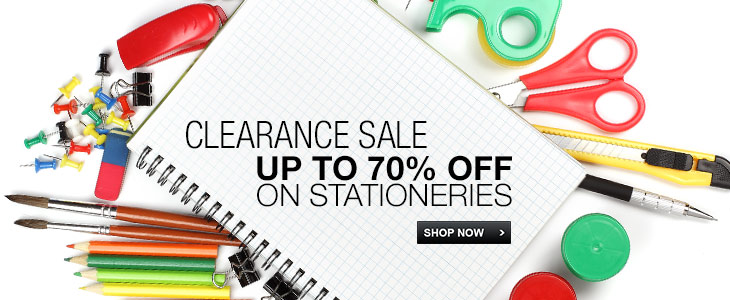 CLEARANCE SALE
UP TO 70% OFF
ON STATIONERIES
SHOP NOW >